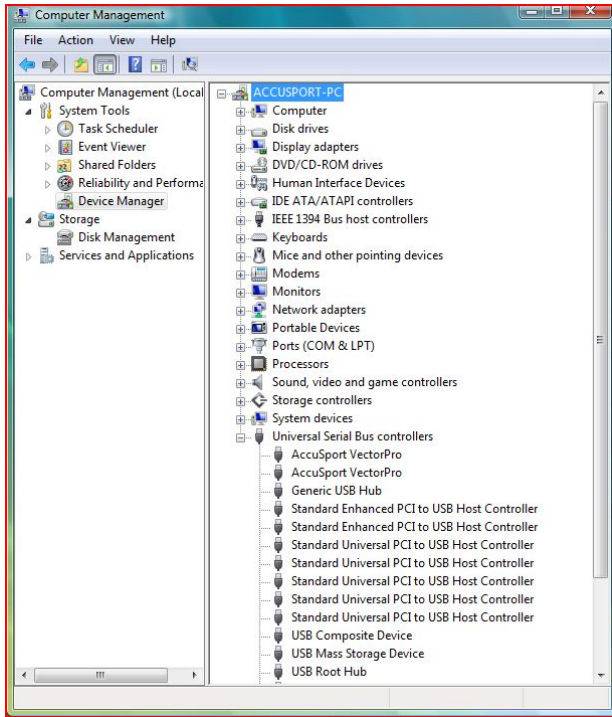 Computer Management
File Action View Help
Computer Management (Local
System Tools
Task Scheduler
Event Viewer
Shared Folders
Reliability and Performa
Device Manager
Storage
Disk Management
Services and Applications
ACCUSPORT-PC
Computer
Disk drives
Display adapters
DVD/CD-ROM drives
Human Interface Devices
IDE ATA/ATAPI controllers
IEEE 1394 Bus host controllers
Keyboards
Mice and other pointing devices
Modems
Monitors
Network adapters
Portable Devices
Ports (COM & LPT)
Processors
Sound, video and game controllers
Storage controllers
System devices
Universal Serial Bus controllers
AccuSport VectorPro
AccuSport VectorPro
Generic USB Hub
Standard Enhanced PCI to USB Host Controller
Standard Enhanced PCI to USB Host Controller
Standard Universal PCI to USB Host Controller
Standard Universal PCI to USB Host Controller
Standard Universal PCI to USB Host Controller
Standard Universal PCI to USB Host Controller
Standard Universal PCI to USB Host Controller
USB Composite Device
USB Mass Storage Device
USB Root Hub